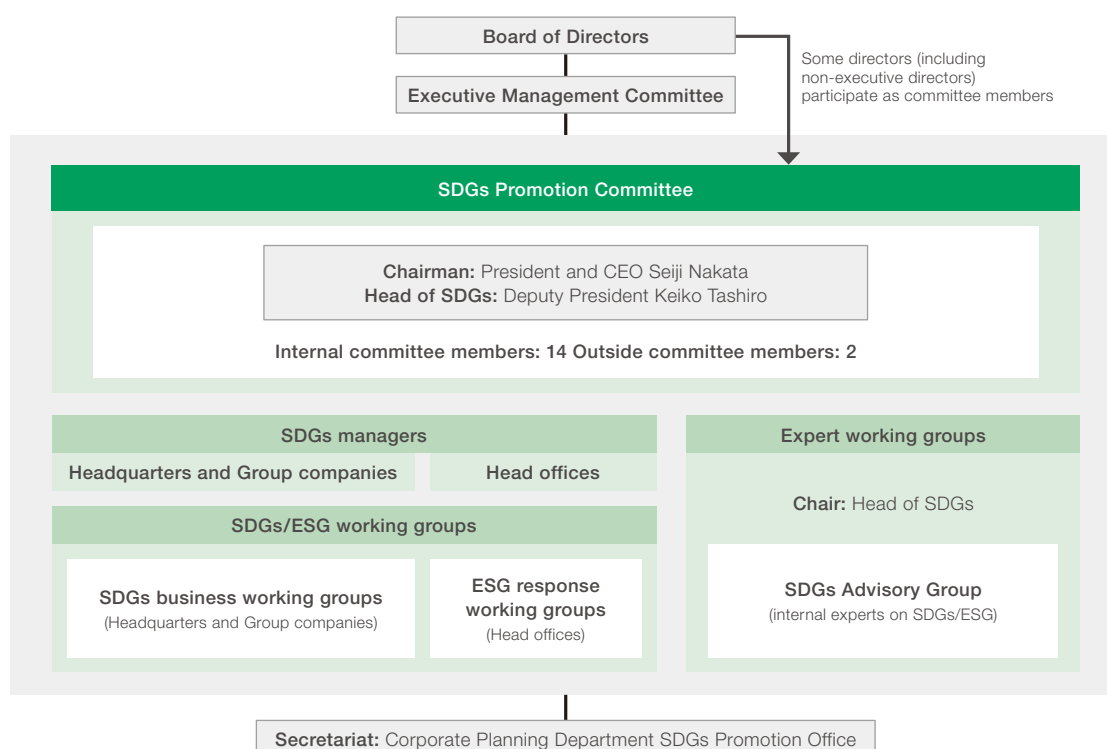 Board of Directors
Some directors (including
non-executive directors)
participate as committee members
Executive Management Committee
SDGs Promotion Committee
Chairman: President and CEO Seiji Nakata
Head of SDGs: Deputy President Keiko Tashiro
Internal committee members: 14 Outside committee members: 2
SDGs managers
Headquarters and Group companies
Head offices
SDGs/ESG working groups
SDGs business working groups
(Headquarters and Group companies)
ESG response
working groups
(Head offices)
Expert working groups
Chair: Head of SDGs
SDGs Advisory Group
(internal experts on SDGs/ESG)
Secretariat: Corporate Planning Department SDGs Promotion Office